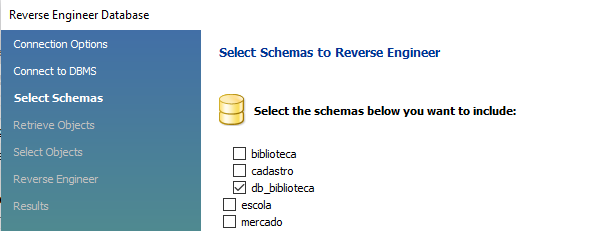 Reverse Engineer Database
Connection Options
Connect to DBMS
Select Schemas
Retrieve Objects
Select Objects
Reverse Engineer
Results
Select Schemas to Reverse Engineer
Select the schemas below you want to include:
biblioteca
cadastro
db_biblioteca
escola
mercado